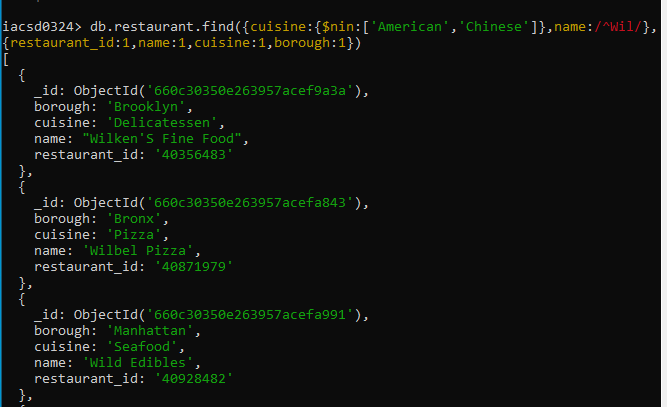 iacsd0324> db.restaurant.find({cuisine:{$nin:['American','Chinese']},name:/^Wil/},
{restaurant_id:1,name:1,cuisine:1,borough:1})
[
  {
    _id: ObjectId('660c30350e263957acef9a3a'),
    borough: 'Brooklyn',
    cuisine: 'Delicatessen',
    name: "Wilken'S Fine Food",
    restaurant_id: '40356483'
  },
  {
    _id: ObjectId('660c30350e263957acefa843'),
    borough: 'Bronx',
    cuisine: 'Pizza',
    name: 'Wilbel Pizza',
    restaurant_id: '40871979'
  },
  {
    _id: ObjectId('660c30350e263957acefa991'),
    borough: 'Manhattan',
    cuisine: 'Seafood',
    name: 'Wild Edibles',
    restaurant_id: '40928482'
  },